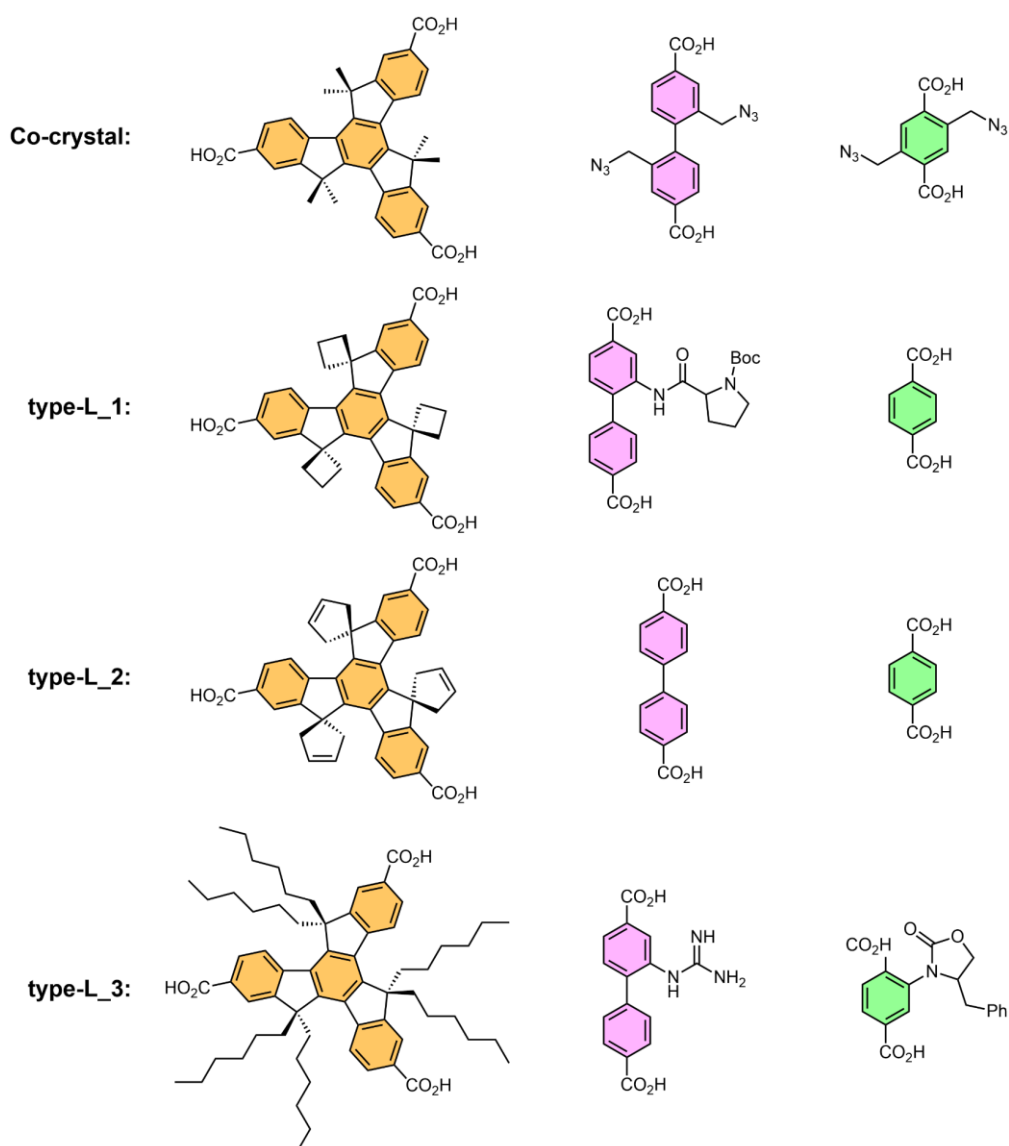 CO₂H
CO₂H
CO₂H
N₃
Co-crystal:
HO₂C
N₃
N₃
N₃
CO₂H
CO₂H
CO₂H
CO₂H
CO₂H
O
Boc
N
CO₂H
type-L_1:
HO₂C
N
H
CO₂H
CO₂H
CO₂H
CO₂H
CO₂H
CO₂H
type-L_2:
HO₂C
CO₂H
CO₂H
CO₂H
CO₂H
CO₂H
NH
O
O
CO₂H
type-L_3:
HO₂C
N
H
NH₂
N
Ph
CO₂H
CO₂H
CO₂H